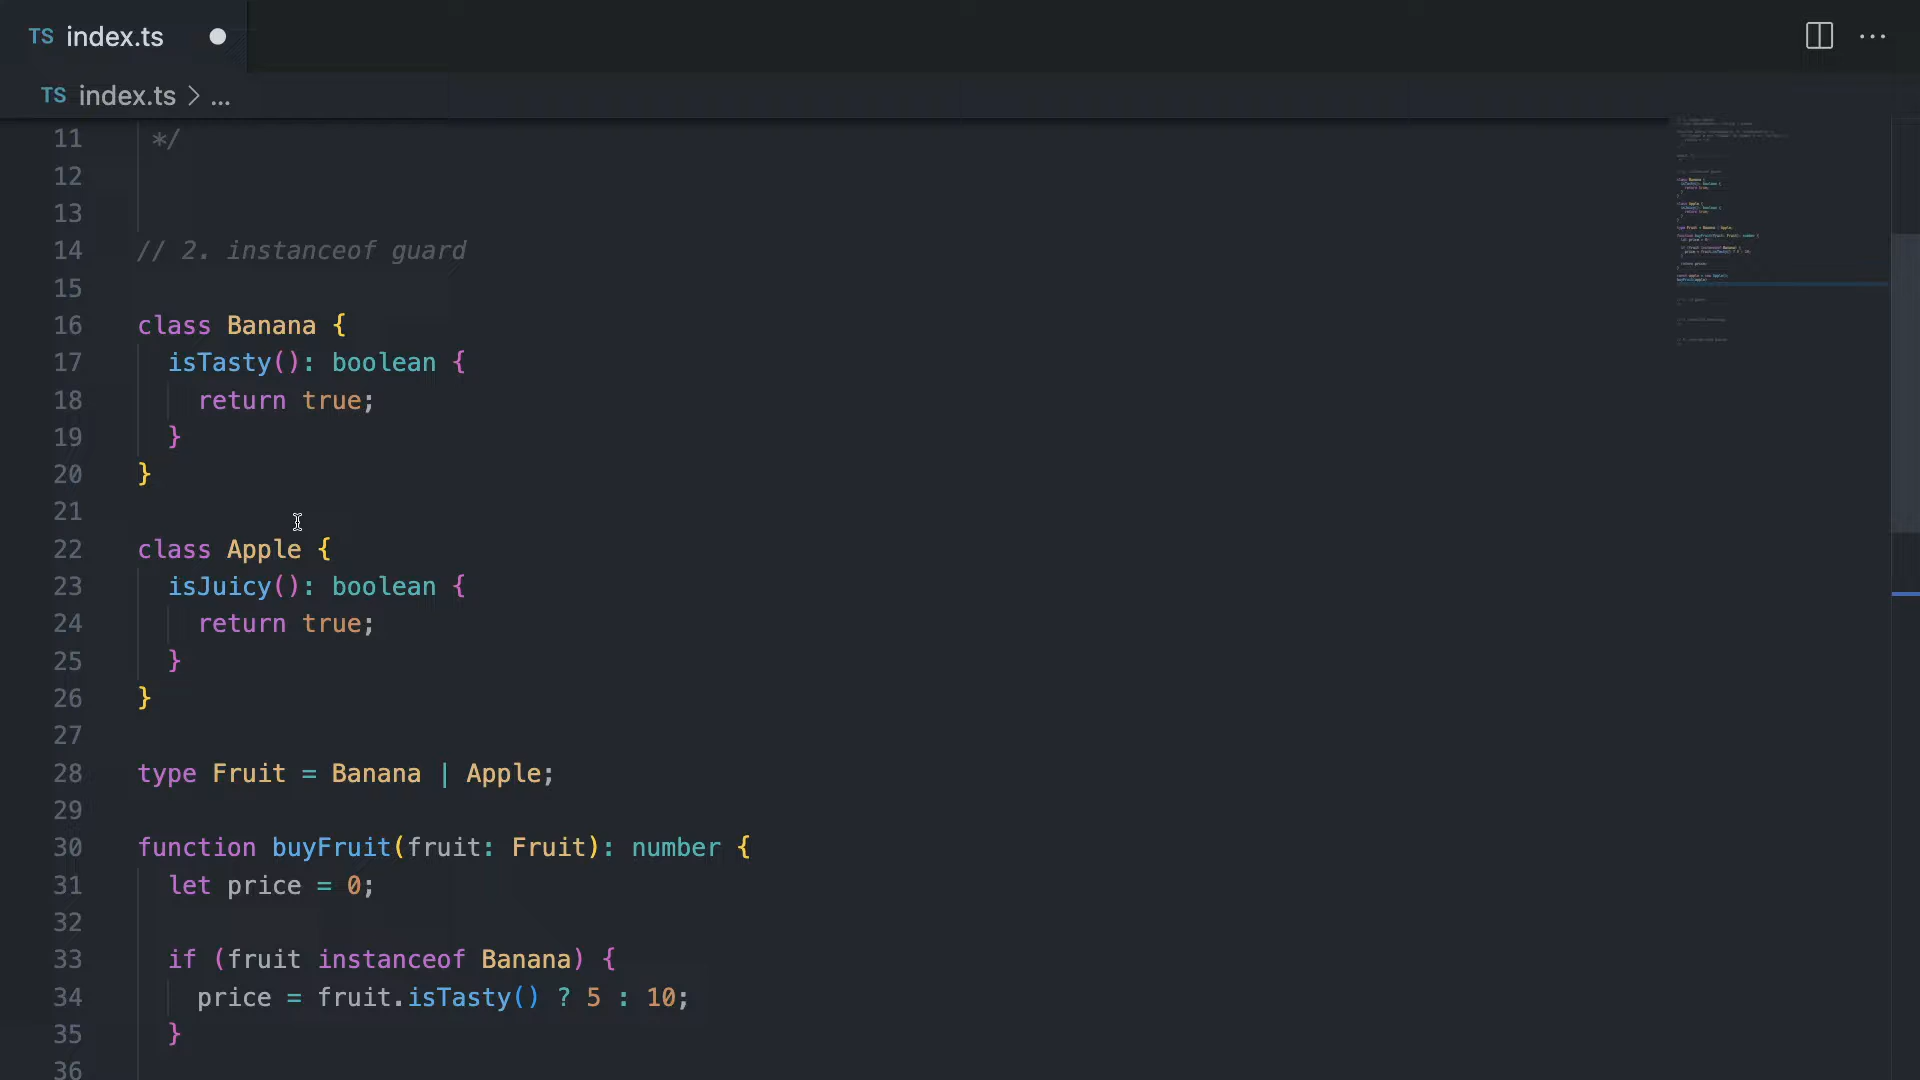 TS index.ts
TS index.ts > ...
11 */
12
13
14 // 2. instanceof guard
15
16 class Banana {
17 isTasty(): boolean {
18 return true;
19 }
20 }
21
22 class Apple {
23 isJuicy(): boolean {
24 return true;
25 }
26 }
27
28 type Fruit = Banana | Apple;
29
30 function buyFruit(fruit: Fruit): number {
31 let price = 0;
32
33 if (fruit instanceof Banana) {
34 price = fruit.isTasty() ? 5 : 10;
35 }
36